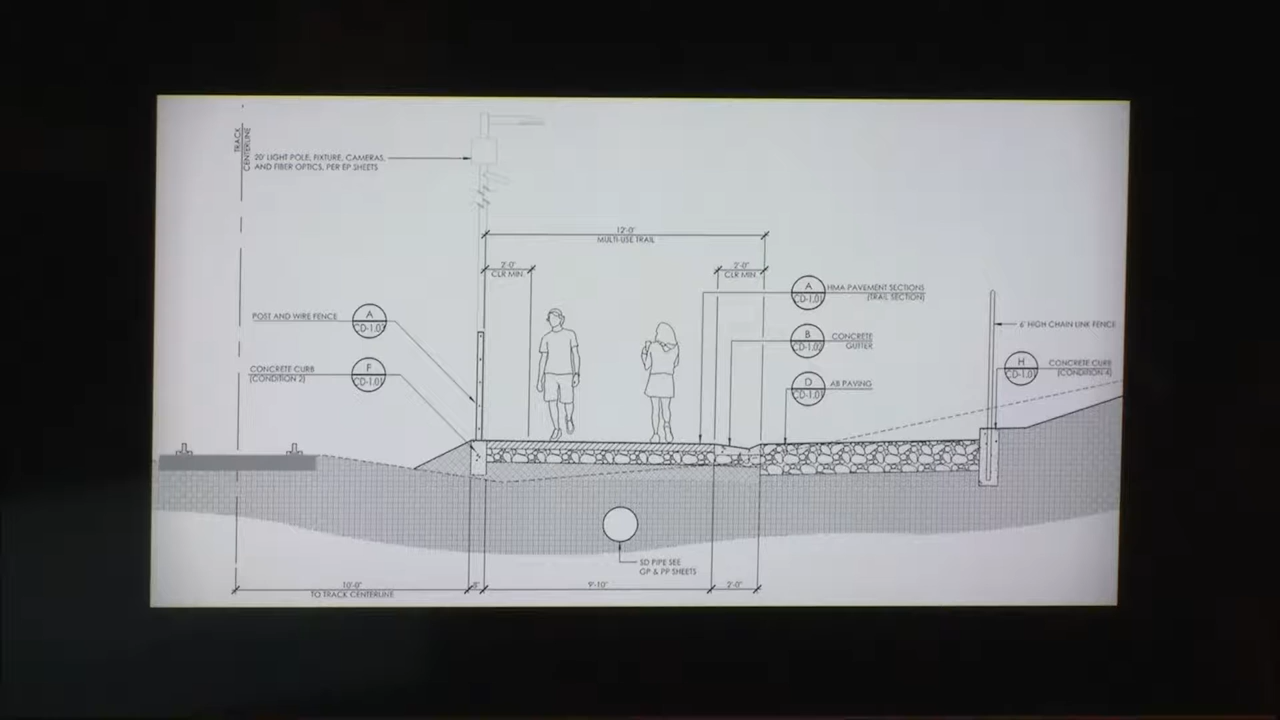 TRACK
CENTERLINE
20' LIGHT POLE, FIXTURE, CAMERAS,
AND FIBER OPTICS, PER EP SHEETS
12'-0"
MULTI-USE TRAIL
2'-0"
CLR MIN.
2'-0"
CLR MIN.
A
CD-1.01
HMA PAVEMENT SECTIONS
(TRAIL SECTION)
POST AND WIRE FENCE
A
CD-1.03
B
CD-1.02
CONCRETE
GUTTER
6' HIGH CHAIN LINK FENCE
CONCRETE CURB
(CONDITION 2)
F
CD-1.01
D
CD-1.01
AB PAVING
H
CD-1.01
CONCRETE CURB
(CONDITION 4)
SD PIPE SEE
GP & PP SHEETS
10'-0"
TO TRACK CENTERLINE
9'-10"
2'-0"